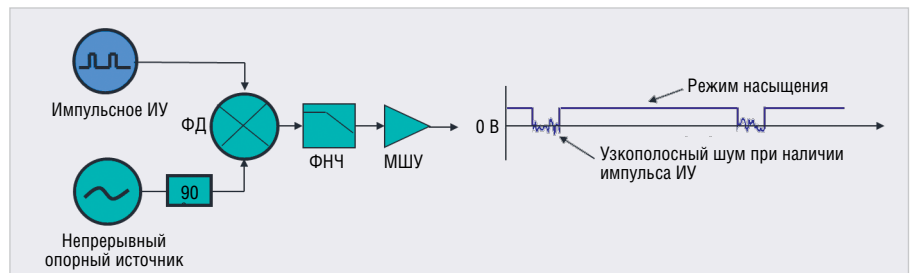 Импульсное ИУ
ФД
90
Непрерывный
опорный источник
ФНЧ
МШУ
0 В
Режим насыщения
Узкополосный шум при наличии
импульса ИУ